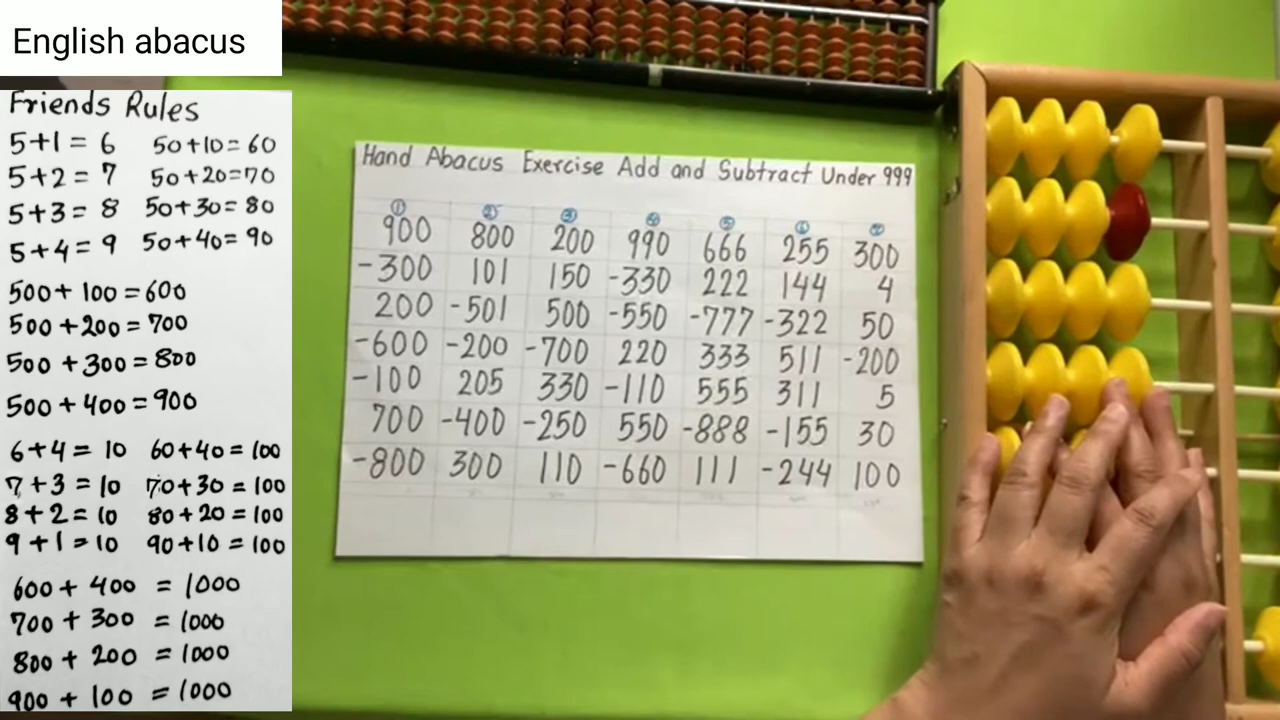 English abacus
Friends Rules
5+1= 6 50+10=60
5+2= 7 50+20=70
5+3= 8 50+30= 80
5+4= 9 50+40= 90
500+ 100 =600
500 +200 =700
500 +300 =800
500 +400 =900
6+4 = 10 60+40= 100
7+3 = 10 70+30 = 100
8+2 = 10 80+20 = 100
9+1=10 90+10 = 100
600 + 400 = 1000
700 + 300 = 1000
800 + 200 = 1000
900 + 100 = 1000
Hand Abacus Exercise Add and Subtract Under 999
① ② ③ ④ ⑤ ⑥ ⑦
900 800 200 990 666 255 300
-300 101 150 -330 222 144 4
200 -501 500 -550 -777 -322 50
-600 -200 -700 220 333 511 -200
-100 205 330 -110 555 311 5
700 -400 -250 550 -888 -155 30
-800 300 110 -660 111 -244 100